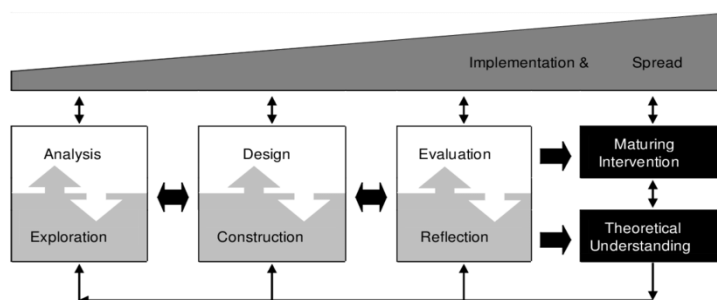 Implementation & Spread
Analysis
Design
Evaluation
Maturing
Intervention
Exploration
Construction
Reflection
Theoretical
Understanding